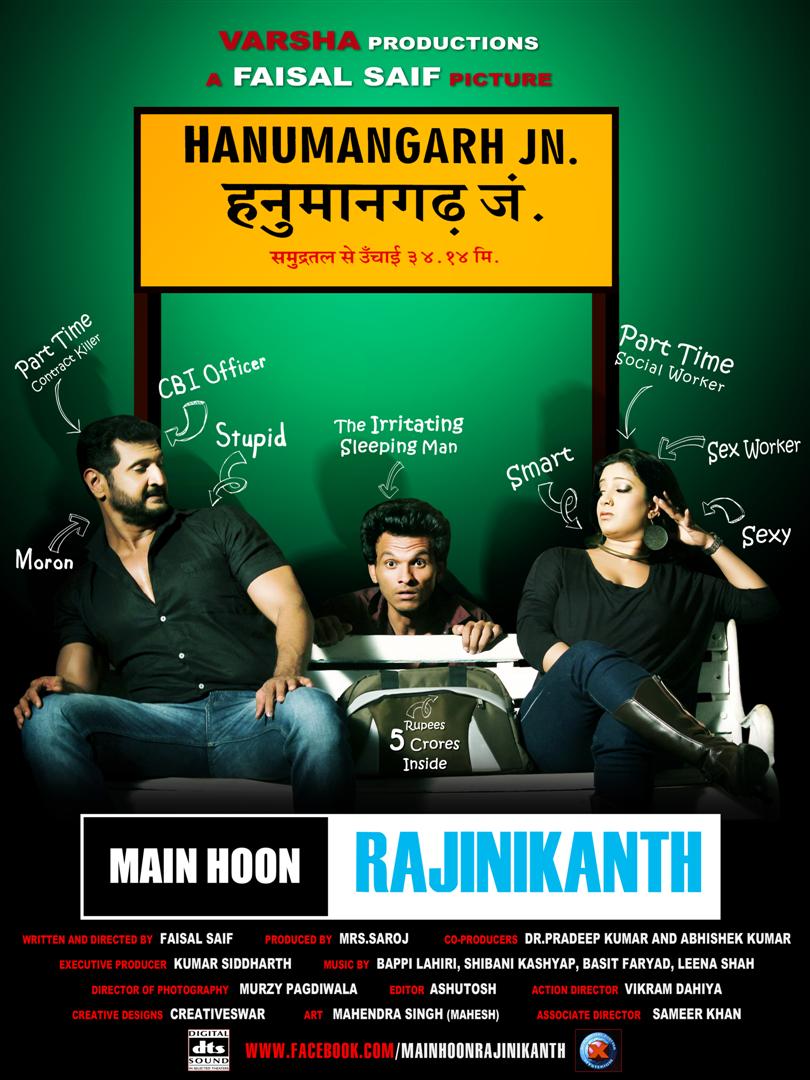 VARSHA PRODUCTIONS
A FAISAL SAIF PICTURE
HANUMANGARH JN.
हनुमानगढ़ जं.
समुद्रतल से उँचाई ३४.१४ मि.
Part Time
Contract Killer
CBI Officer
Stupid
Moron
The Irritating
Sleeping Man
Part Time
Social Worker
Sex Worker
Smart
Sexy
Rupees
5 Crores
Inside
MAIN HOON RAJINIKANTH
WRITTEN AND DIRECTED BY FAISAL SAIF PRODUCED BY MRS.SAROJ CO-PRODUCERS DR.PRADEEP KUMAR AND ABHISHEK KUMAR
EXECUTIVE PRODUCER KUMAR SIDDHARTH MUSIC BY BAPPI LAHIRI, SHIBANI KASHYAP, BASIT FARYAD, LEENA SHAH
DIRECTOR OF PHOTOGRAPHY MURZY PAGDIWALA EDITOR ASHUTOSH ACTION DIRECTOR VIKRAM DAHIYA
CREATIVE DESIGNS CREATIVESWAR ART MAHENDRA SINGH (MAHESH) ASSOCIATE DIRECTOR SAMEER KHAN
DIGITAL
dts
SOUND
IN SELECTED THEATERS
WWW.FACEBOOK.COM/MAINHOONRAJINIKANTH